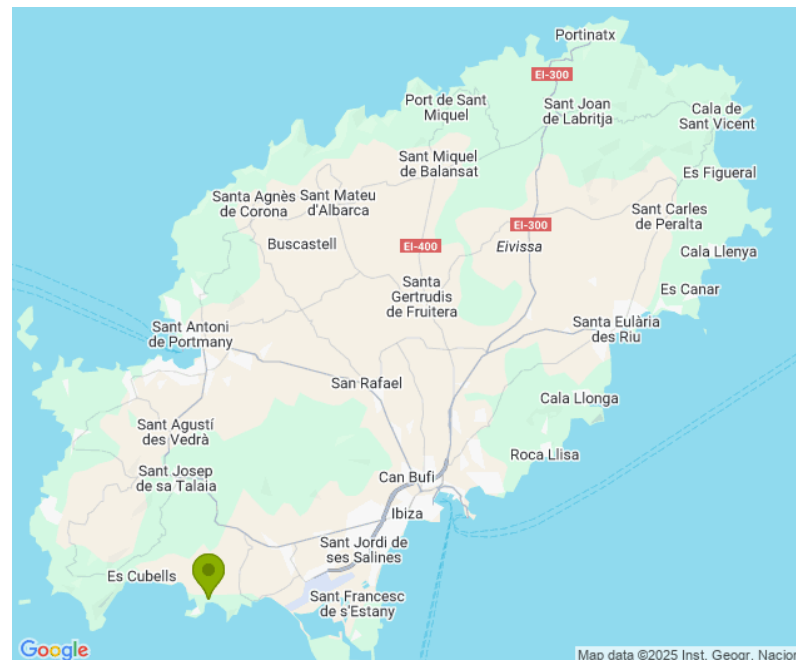 Portinatx
EI-300
Port de Sant
Miquel
Sant Joan
de Labritja
Cala de
Sant Vicent
Sant Miquel
de Balansat
Es Figueral
Santa Agnès
de Corona
Sant Mateu
d'Albarca
Sant Carles
de Peralta
EI-300
Buscastell
EI-400
Eivissa
Cala Llenya
Santa
Gertrudis
de Fruitera
Es Canar
Sant Antoni
de Portmany
Santa Eulària
des Riu
San Rafael
Cala Llonga
Sant Agustí
des Vedrà
Roca Llisa
Sant Josep
de sa Talaia
Can Bufi
Ibiza
Sant Jordi de
ses Salines
Es Cubells
Sant Francesc
de s'Estany
Google
Map data ©2025 Inst. Geogr. Nacion